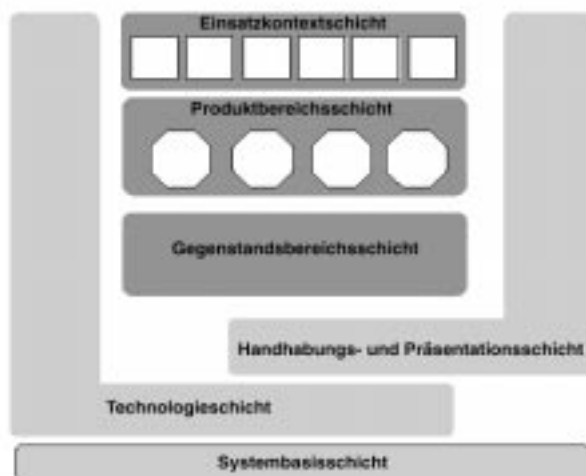 Einsatzkontextschicht
Produktbereichsschicht
Gegenstandsbereichsschicht
Handhabungs- und Präsentationsschicht
Technologieschicht
Systembasisschicht